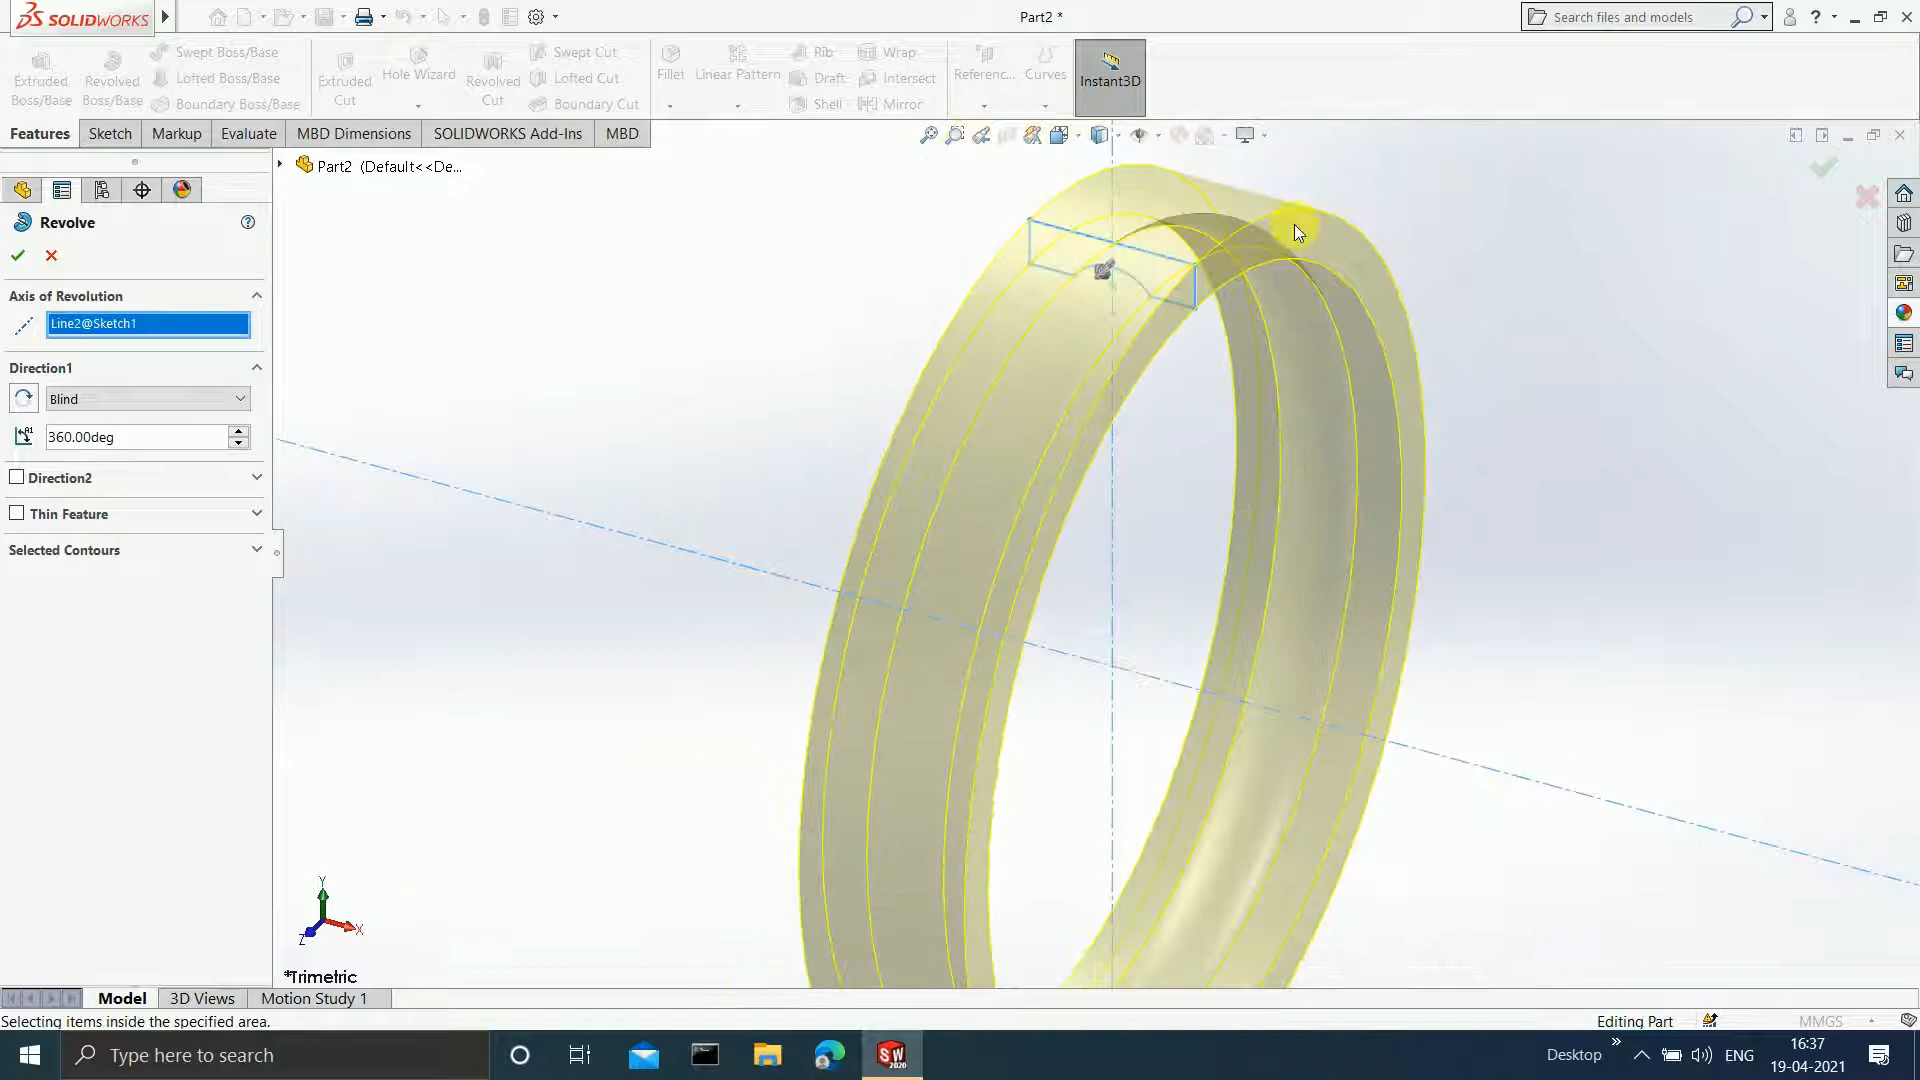 SOLIDWORKS
Part2 *
Search files and models
Extruded Boss/Base
Revolved Boss/Base
Swept Boss/Base
Lofted Boss/Base
Boundary Boss/Base
Extruded Cut
Hole Wizard
Revolved Cut
Swept Cut
Lofted Cut
Boundary Cut
Fillet
Linear Pattern
Rib
Draft
Shell
Wrap
Intersect
Mirror
Referenc...
Curves
Instant3D
Features
Sketch
Markup
Evaluate
MBD Dimensions
SOLIDWORKS Add-Ins
MBD
Part2 (Default<<De...
Revolve
Axis of Revolution
Line2@Sketch1
Direction1
Blind
360.00deg
Direction2
Thin Feature
Selected Contours
Y
X
Z
*Trimetric
Model
3D Views
Motion Study 1
Selecting items inside the specified area.
Editing Part
MMGS
Type here to search
SW
2020
Desktop
ENG
16:37
19-04-2021